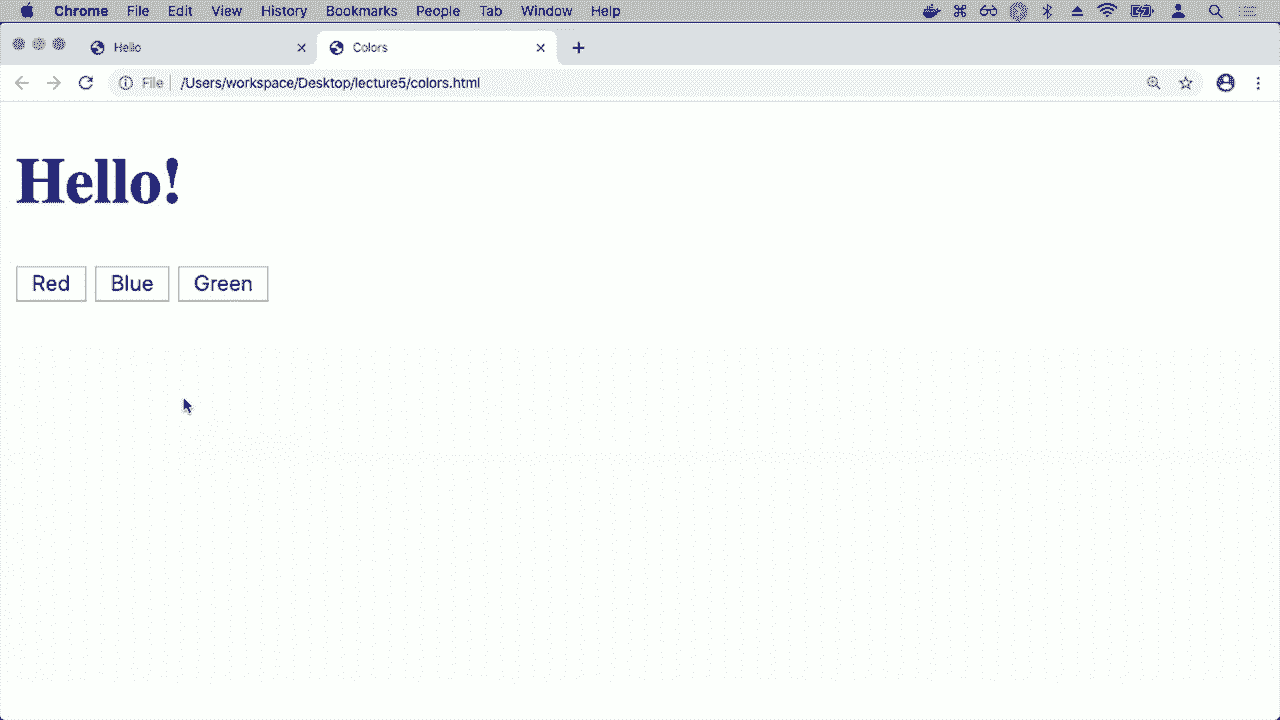 Chrome File Edit View History Bookmarks People Tab Window Help
Hello Colors
File /Users/workspace/Desktop/lecture5/colors.html
Hello!
Red Blue Green